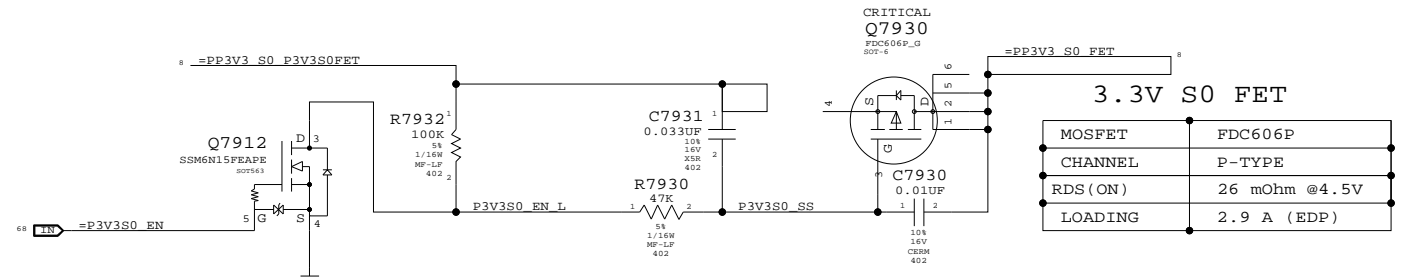 CRITICAL
Q7930
FDC606P_G
SOT-6
8 =PP3V3_S0_P3V3S0FET
=PP3V3_S0_FET 8
6
5
4 S D 2
1
G
3
3.3V S0 FET
MOSFET FDC606P
CHANNEL P-TYPE
RDS(ON) 26 mOhm @4.5V
LOADING 2.9 A (EDP)
R7932 1
100K
5%
1/16W
MF-LF
402
2
C7931 1
0.033UF
10%
16V
X5R
402
2
Q7912
SSM6N15FEAPE
SOT563
D 3
5 G S 4
68 IN =P3V3S0_EN
P3V3S0_EN_L
R7930
47K
1 2
5%
1/16W
MF-LF
402
P3V3S0_SS
C7930
0.01UF
1 2
10%
16V
CERM
402